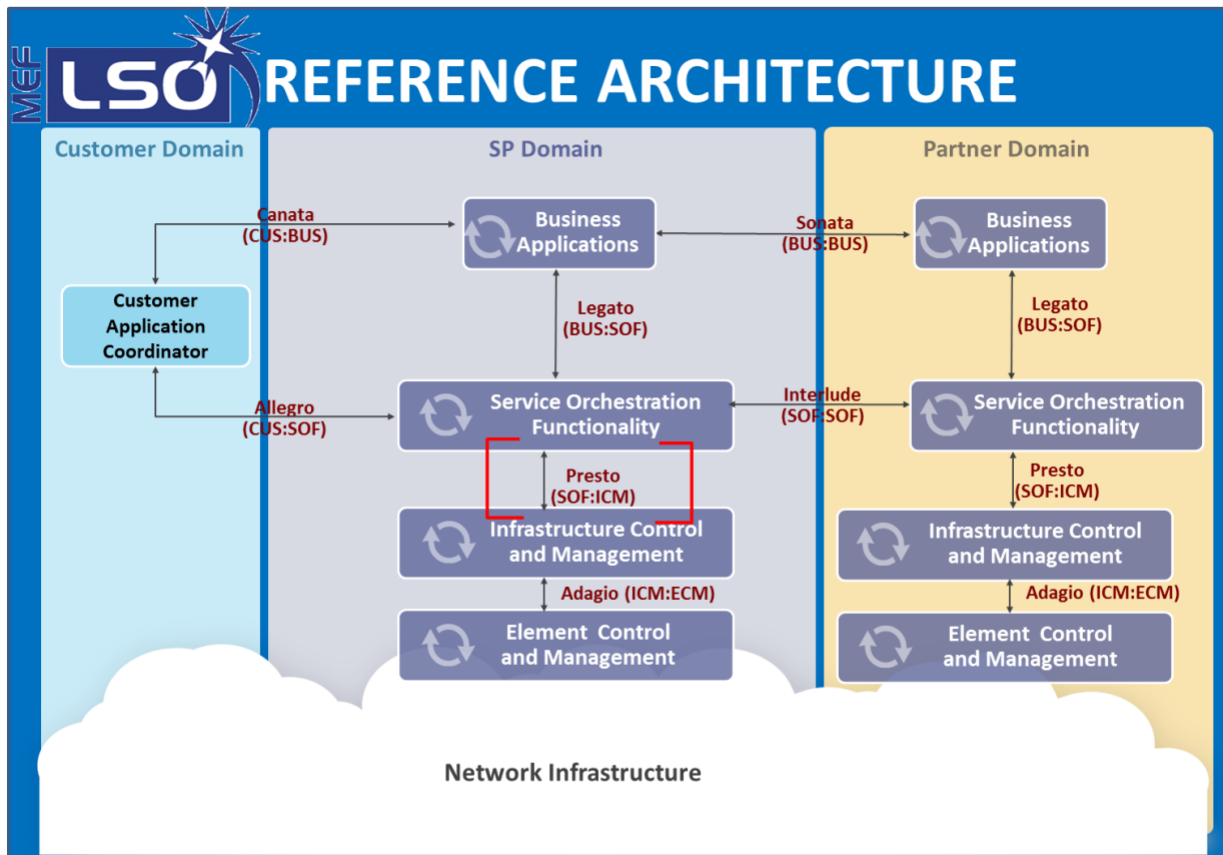 MEF
LSO
REFERENCE ARCHITECTURE
Customer Domain
SP Domain
Partner Domain
Canata
(CUS:BUS)
Business
Applications
Sonata
(BUS:BUS)
Business
Applications
Customer
Application
Coordinator
Legato
(BUS:SOF)
Legato
(BUS:SOF)
Allegro
(CUS:SOF)
Service Orchestration
Functionality
Interlude
(SOF:SOF)
Service Orchestration
Functionality
Presto
(SOF:ICM)
Presto
(SOF:ICM)
Infrastructure Control
and Management
Infrastructure Control
and Management
Adagio (ICM:ECM)
Adagio (ICM:ECM)
Element Control
and Management
Element Control
and Management
Network Infrastructure